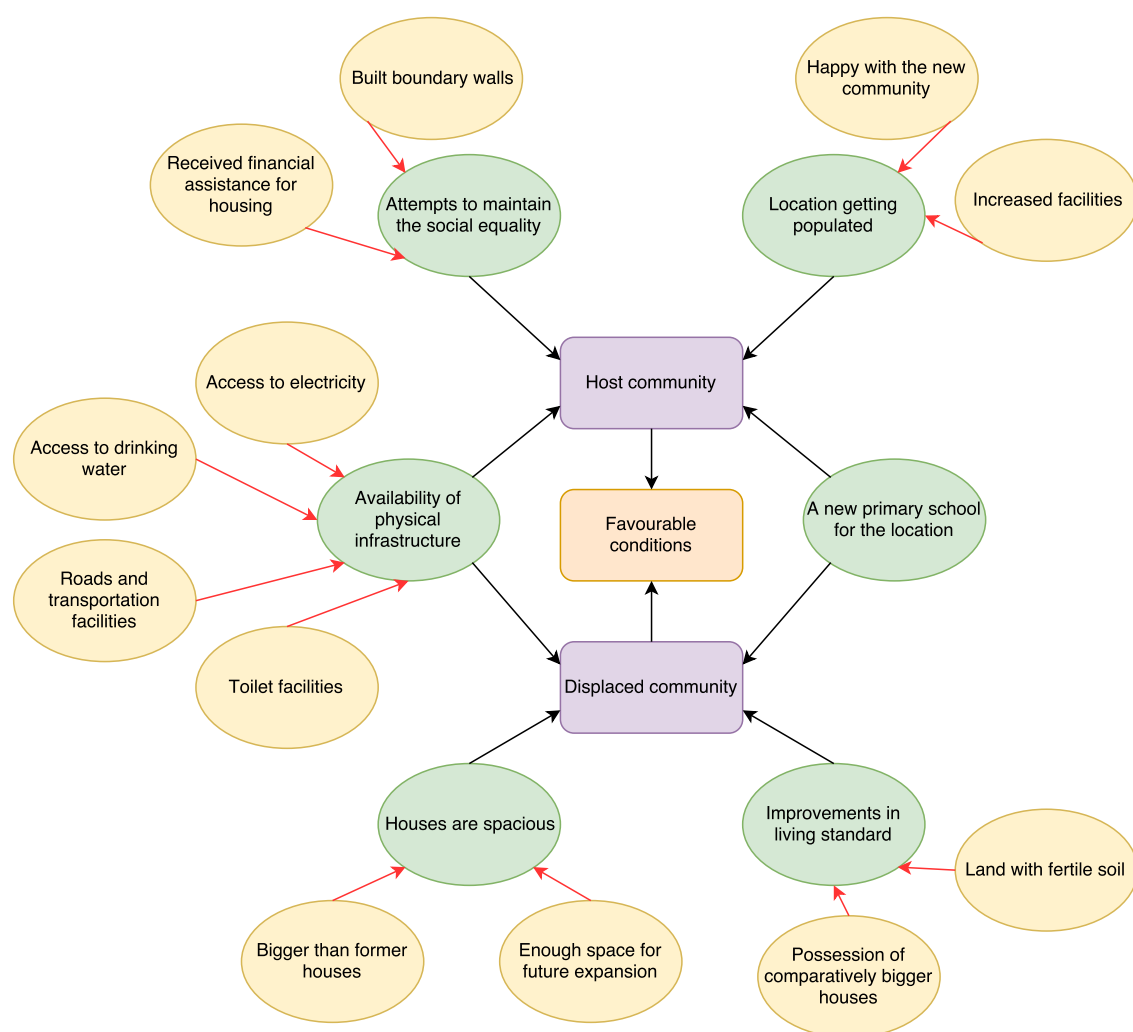 Built boundary walls
Happy with the new
community
Received financial
assistance for
housing
Attempts to maintain
the social equality
Location getting
populated
Increased facilities
Access to electricity
Host community
Access to drinking
water
Availability of
physical
infrastructure
Favourable
conditions
A new primary school
for the location
Roads and
transportation
facilities
Toilet facilities
Displaced community
Houses are spacious
Improvements in
living standard
Land with fertile soil
Bigger than former
houses
Enough space for
future expansion
Possession of
comparatively bigger
houses